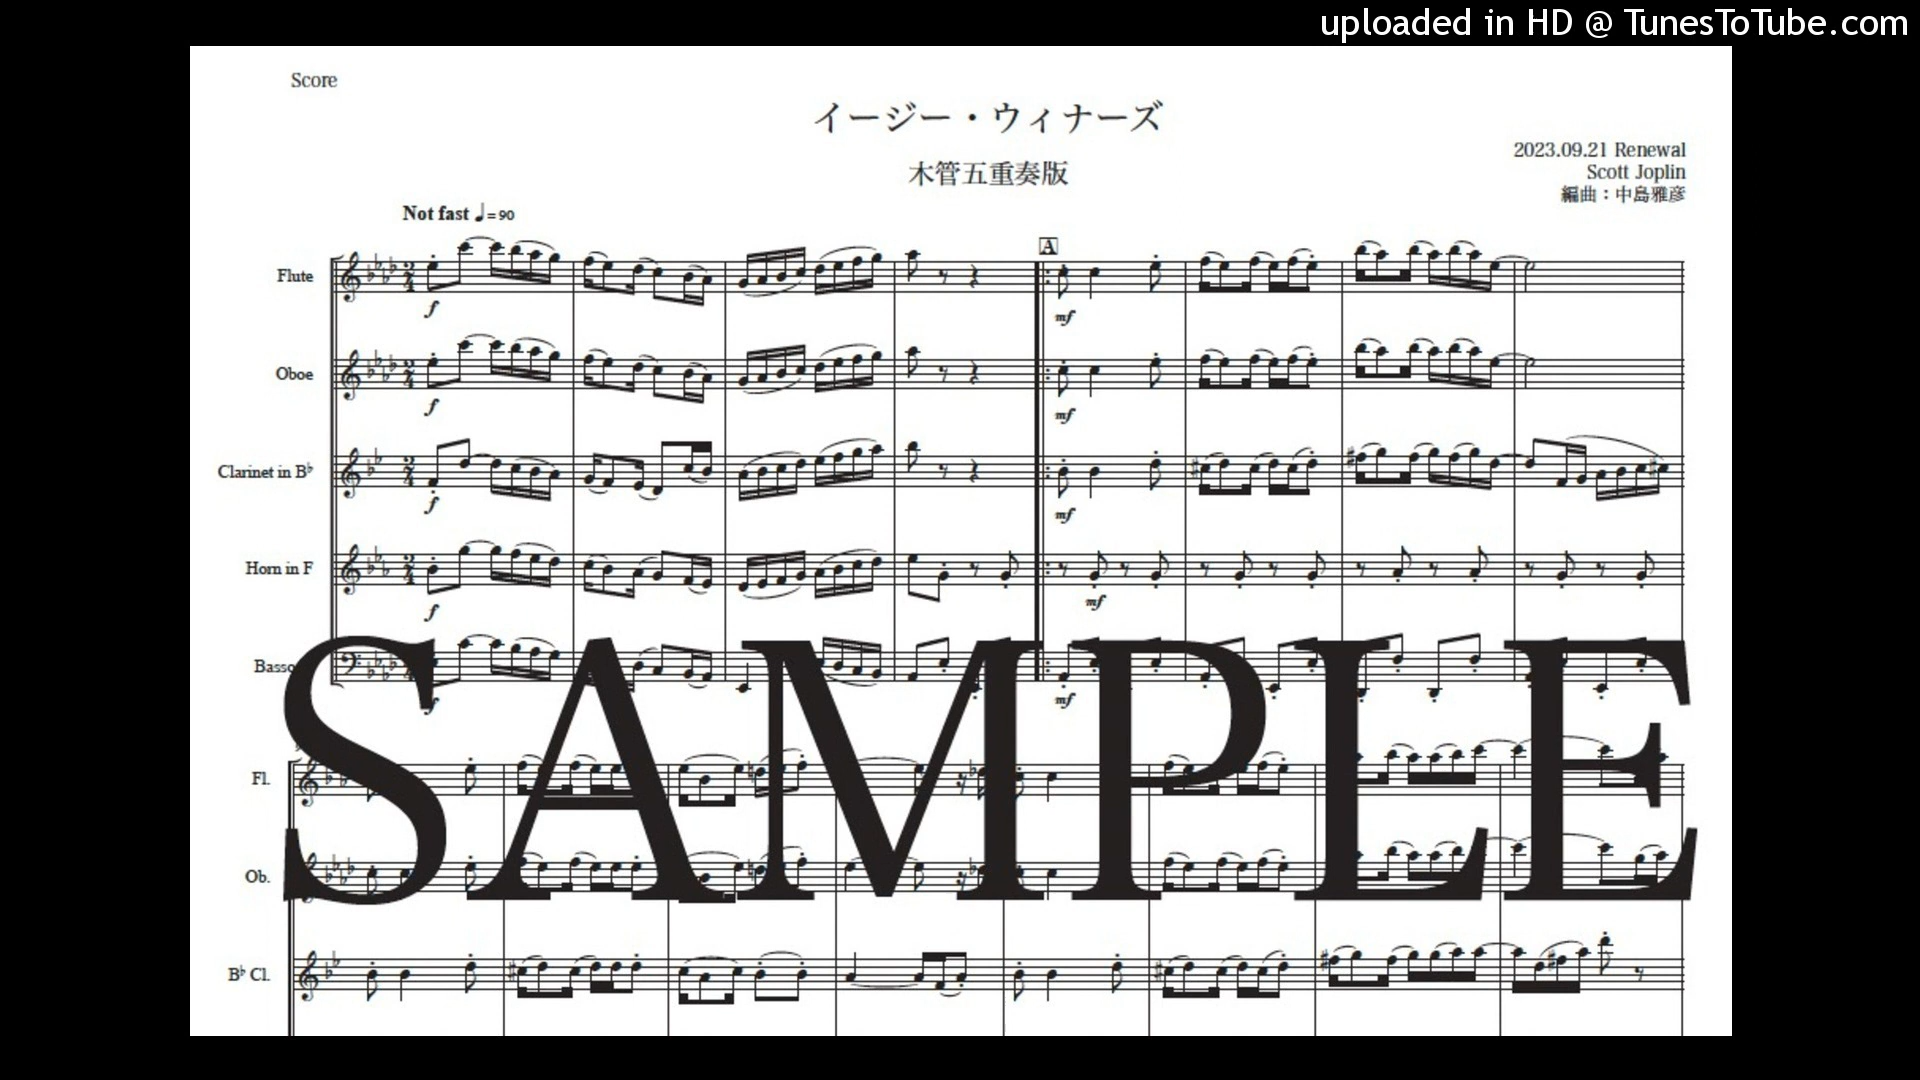 uploaded in HD @ TunesToTube.com
Score
イージー・ウィナーズ
木管五重奏版
2023.09.21 Renewal
Scott Joplin
編曲：中島雅彦
Not fast ♩= 90
A
Flute
f
mf
Oboe
f
mf
Clarinet in B♭
f
mf
Horn in F
f
mf
f
mf
SAMPLE
Fl.
Ob.
B♭ Cl.